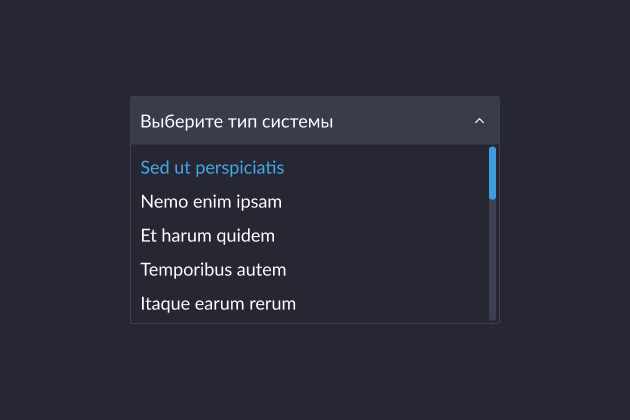 Выберите тип системы
Sed ut perspiciatis
Nemo enim ipsam
Et harum quidem
Temporibus autem
Itaque earum rerum